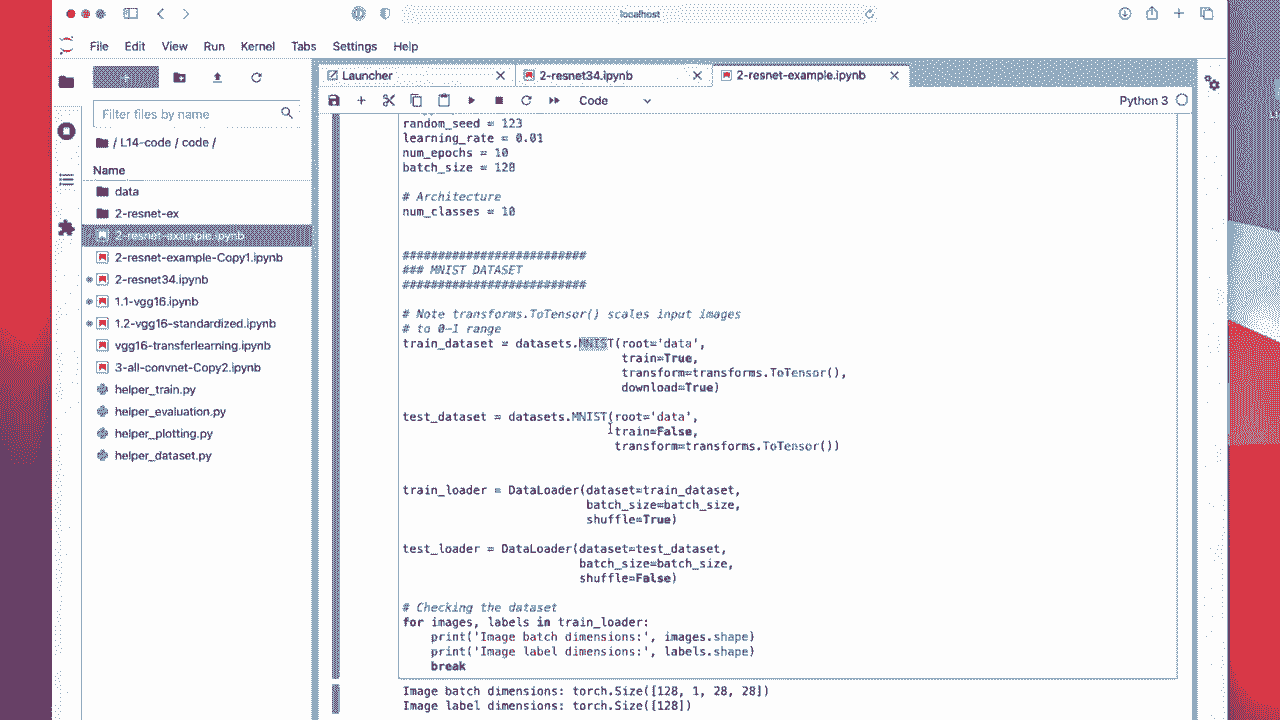 localhost
File Edit View Run Kernel Tabs Settings Help
Launcher
2-resnet34.ipynb
2-resnet-example.ipynb
Code
Python 3
Filter files by name
/ L14-code / code /
Name
data
2-resnet-ex
2-resnet-example.ipynb
2-resnet-example-Copy1.ipynb
2-resnet34.ipynb
1.1-vgg16.ipynb
1.2-vgg16-standardized.ipynb
vgg16-transferlearning.ipynb
3-all-convnet-Copy2.ipynb
helper_train.py
helper_evaluation.py
helper_plotting.py
helper_dataset.py
random_seed = 123
learning_rate = 0.01
num_epochs = 10
batch_size = 128
# Architecture
num_classes = 10
##########################
### MNIST DATASET
##########################
# Note transforms.ToTensor() scales input images
# to 0-1 range
train_dataset = datasets.MNIST(root='data',
train=True,
transform=transforms.ToTensor(),
download=True)
test_dataset = datasets.MNIST(root='data',
train=False,
transform=transforms.ToTensor())
train_loader = DataLoader(dataset=train_dataset,
batch_size=batch_size,
shuffle=True)
test_loader = DataLoader(dataset=test_dataset,
batch_size=batch_size,
shuffle=False)
# Checking the dataset
for images, labels in train_loader:
print('Image batch dimensions:', images.shape)
print('Image label dimensions:', labels.shape)
break
Image batch dimensions: torch.Size([128, 1, 28, 28])
Image label dimensions: torch.Size([128])